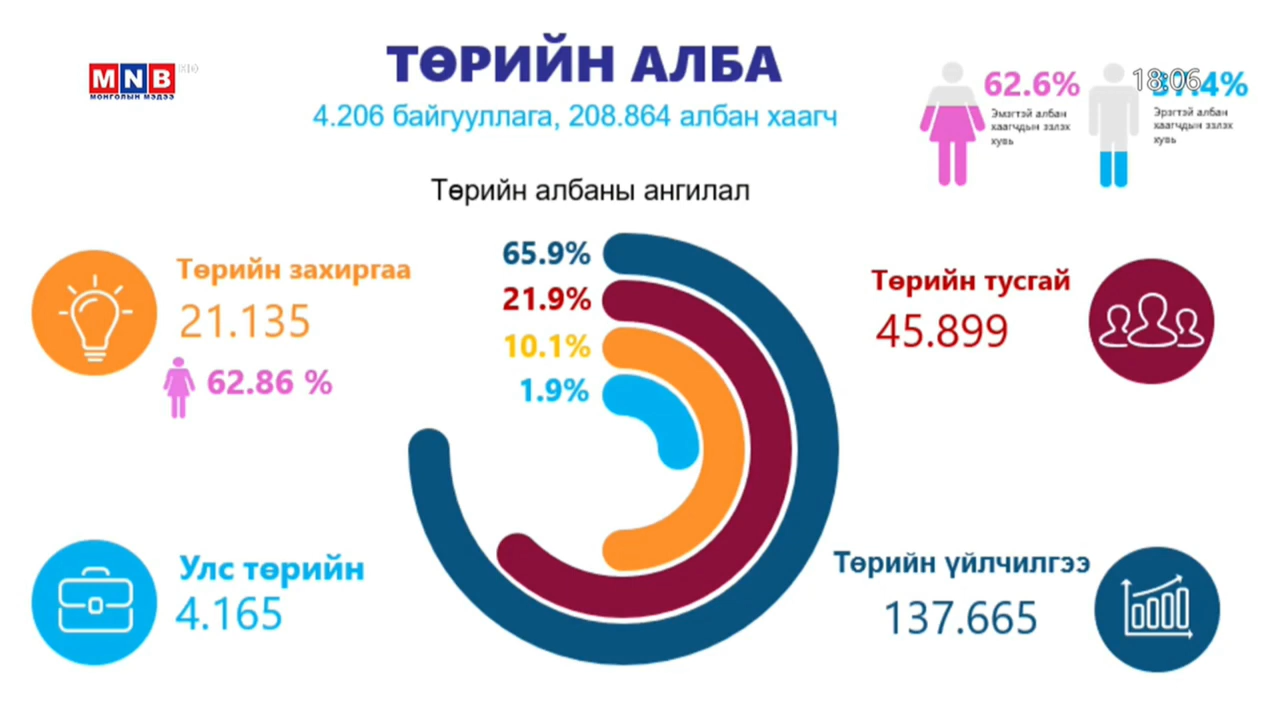 MNB HD
МОНГОЛЫН МЭДЭЭ
ТӨРИЙН АЛБА
4.206 байгууллага, 208.864 албан хаагч
62.6%
Эмэгтэй албан
хаагчдын эзлэх
хувь
18:06
Эрэгтэй албан
хаагчдын эзлэх
хувь
Төрийн албаны ангилал
65.9%
21.9%
10.1%
1.9%
Төрийн захиргаа
21.135
62.86 %
Төрийн тусгай
45.899
Улс төрийн
4.165
Төрийн үйлчилгээ
137.665